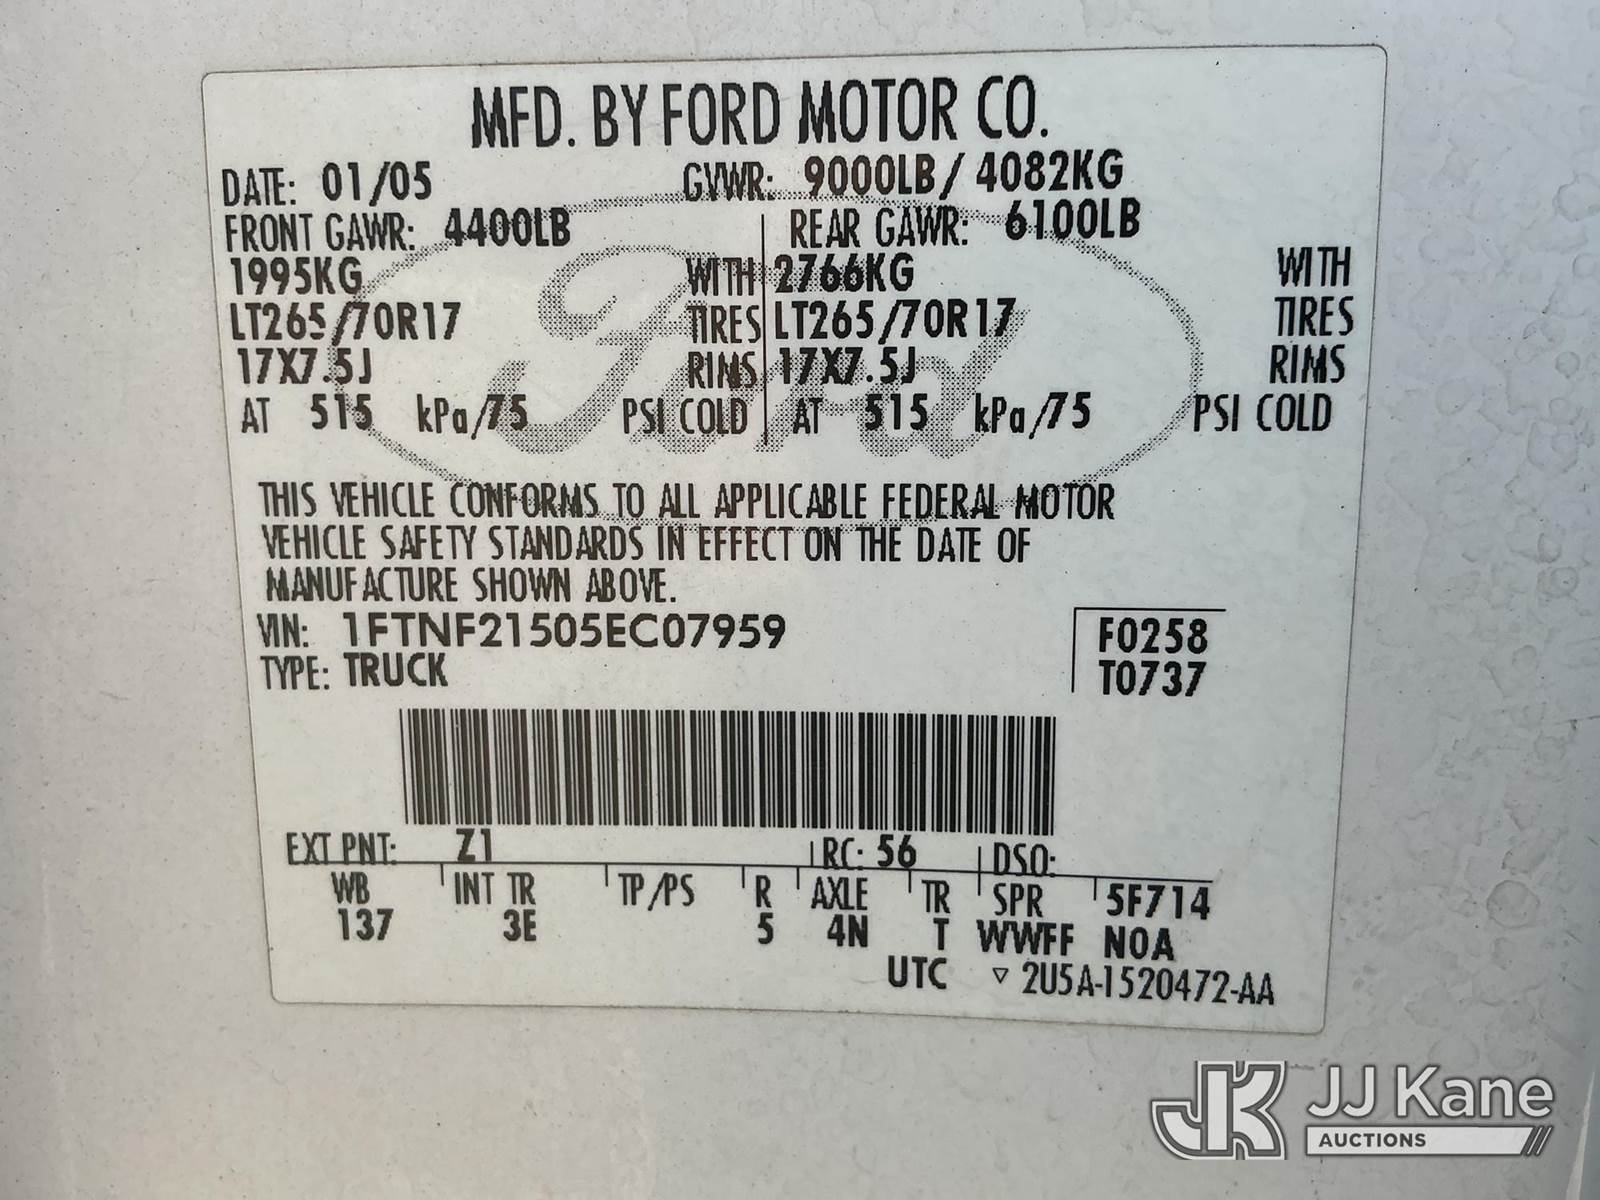 MFD. BY FORD MOTOR CO.
DATE: 01/05 GVWR: 9000LB/ 4082KG
FRONT GAWR: 4400LB REAR GAWR: 6100LB
1995KG WITH 2766KG WITH
LT265/70R17 TIRES LT265/70R17 TIRES
17X7.5J RIMS 17X7.5J RIMS
AT 515 kPa/75 PSI COLD AT 515 kPa/75 PSI COLD
Ford
THIS VEHICLE CONFORMS TO ALL APPLICABLE FEDERAL MOTOR
VEHICLE SAFETY STANDARDS IN EFFECT ON THE DATE OF
MANUFACTURE SHOWN ABOVE.
VIN: 1FTNF21505EC07959 F0258
TYPE: TRUCK T0737
EXT PNT: Z1 RC: 56 DSO:
WB INT TR TP/PS R AXLE TR SPR 5F714
137 3E 5 4N T WWFF N0A
UTC ▽ 2U5A-1520472-AA
JK JJ Kane
AUCTIONS